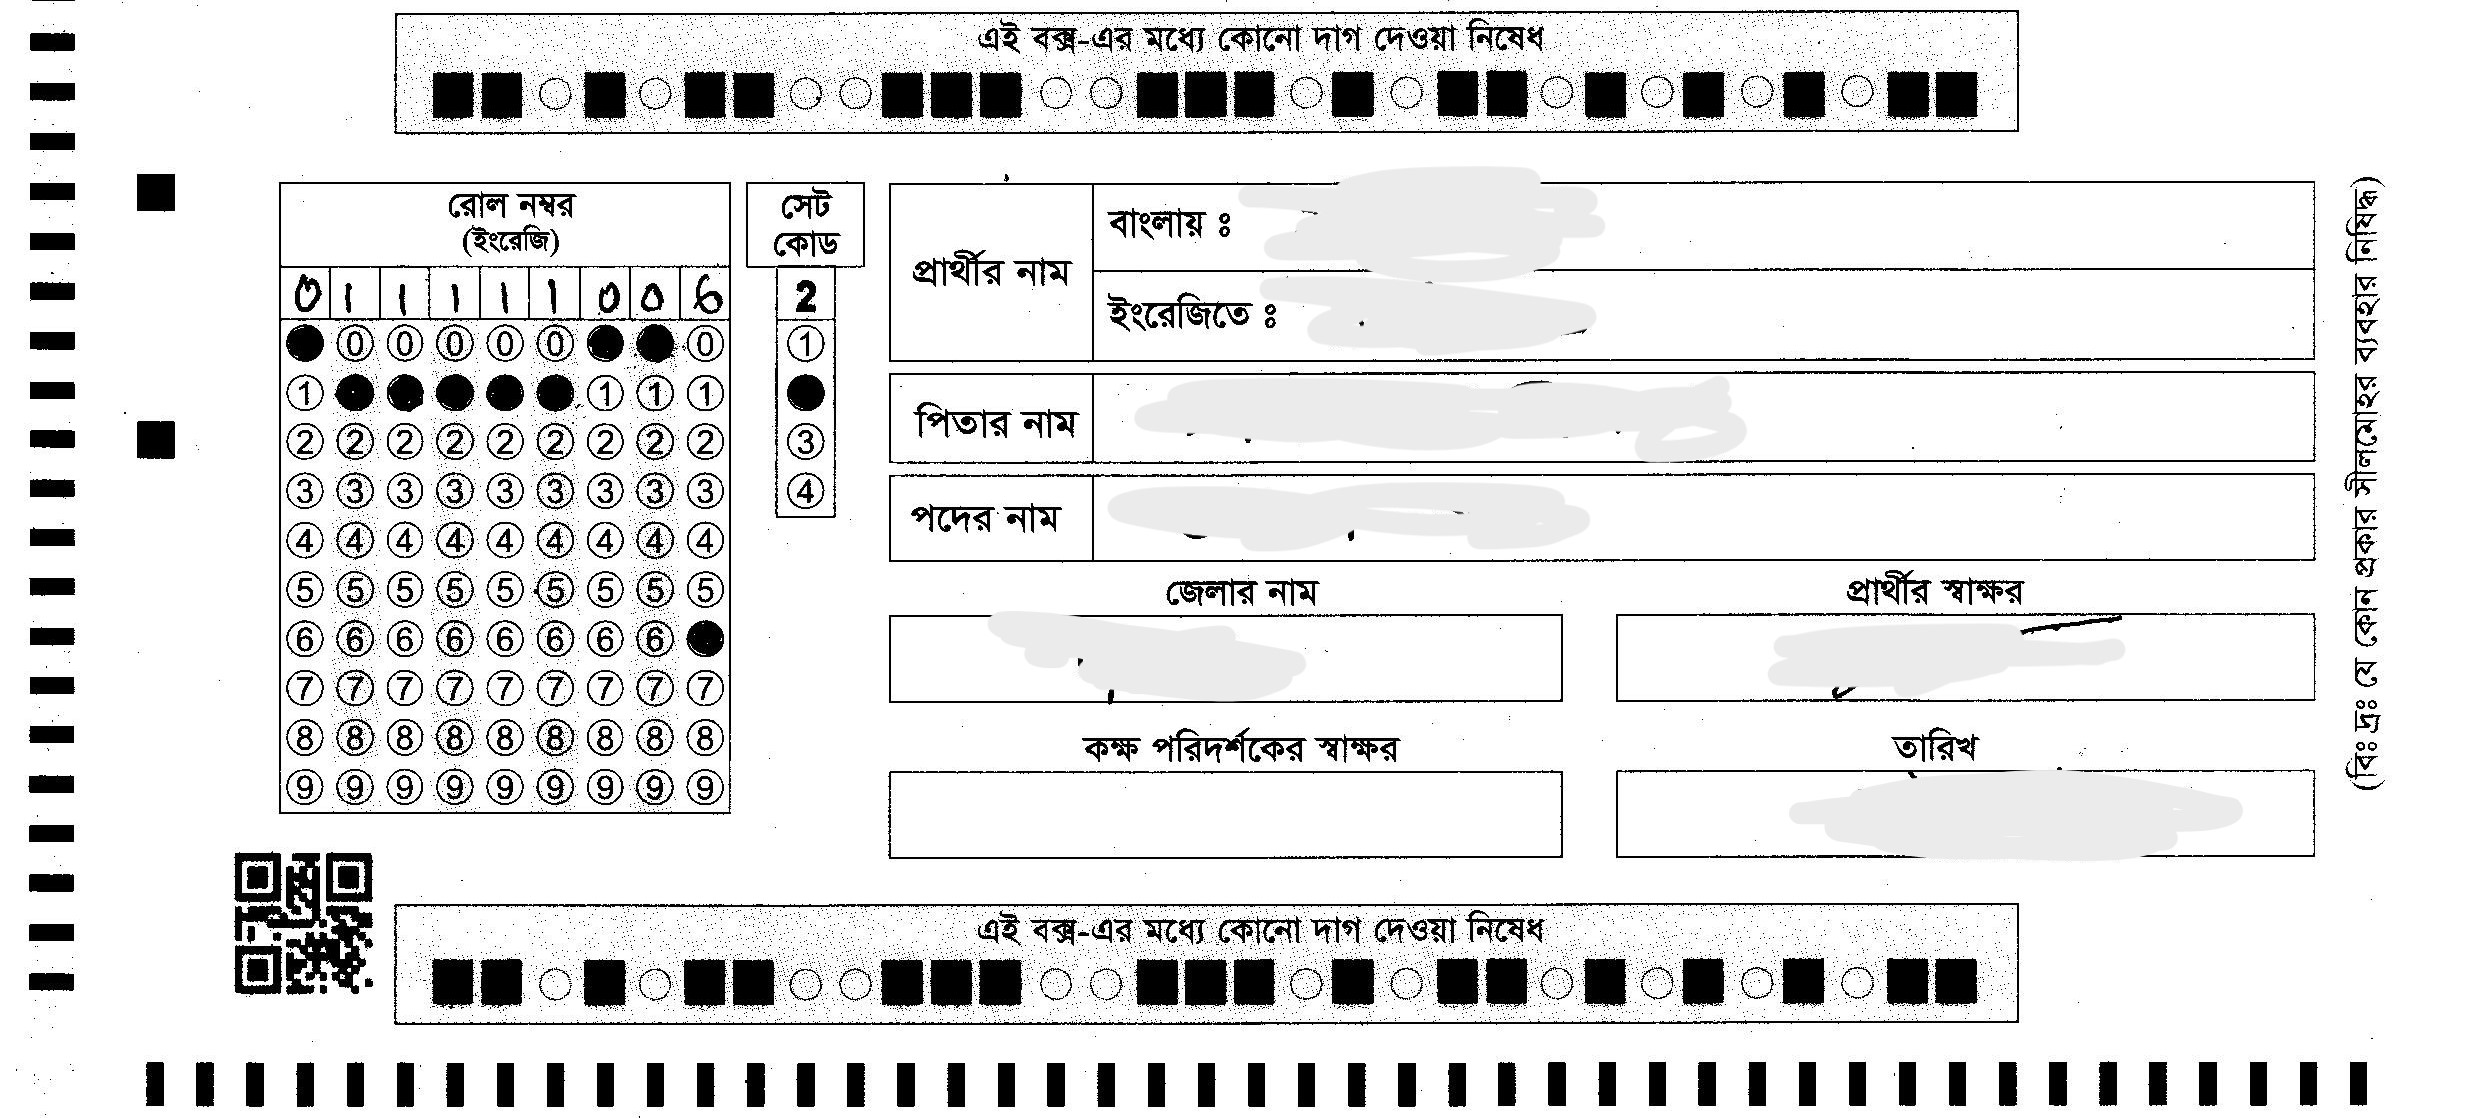 এই বক্স-এর মধ্যে কোনো দাগ দেওয়া নিষেধ
রোল নম্বর
(ইংরেজি)
0 1 1 1 1 1 0 0 6
0 0 0 0 0 0
1 1 1 1
2 2 2 2 2 2 2 2 2
3 3 3 3 3 3 3 3 3
4 4 4 4 4 4 4 4 4
5 5 5 5 5 5 5 5 5
6 6 6 6 6 6 6 6
7 7 7 7 7 7 7 7 7
8 8 8 8 8 8 8 8 8
9 9 9 9 9 9 9 9 9
সেট
কোড
2
1
3
4
প্রার্থীর নাম
বাংলায় ঃ
ইংরেজিতে ঃ
পিতার নাম
পদের নাম
জেলার নাম
প্রার্থীর স্বাক্ষর
কক্ষ পরিদর্শকের স্বাক্ষর
তারিখ
(বিঃ দ্রঃ যে কোন প্রকার সীলমোহর ব্যবহার নিষিদ্ধ)
এই বক্স-এর মধ্যে কোনো দাগ দেওয়া নিষেধ